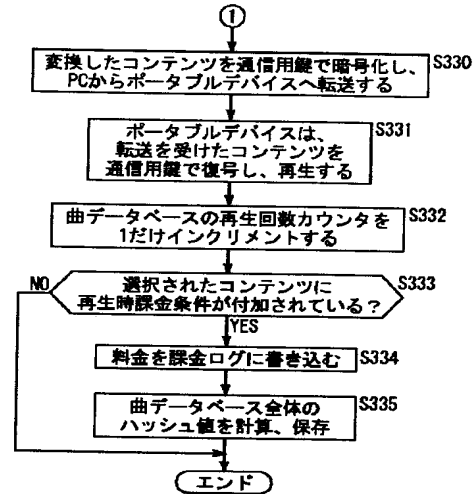 1
変換したコンテンツを通信用鍵で暗号化し、 S330
PCからポータブルデバイスへ転送する
ポータブルデバイスは、 S331
転送を受けたコンテンツを
通信用鍵で復号し、再生する
曲データベースの再生回数カウンタを S332
1だけインクリメントする
NO 選択されたコンテンツに S333
再生時課金条件が付加されている?
YES
料金を課金ログに書き込む S334
曲データベース全体の S335
ハッシュ値を計算、保存
エンド